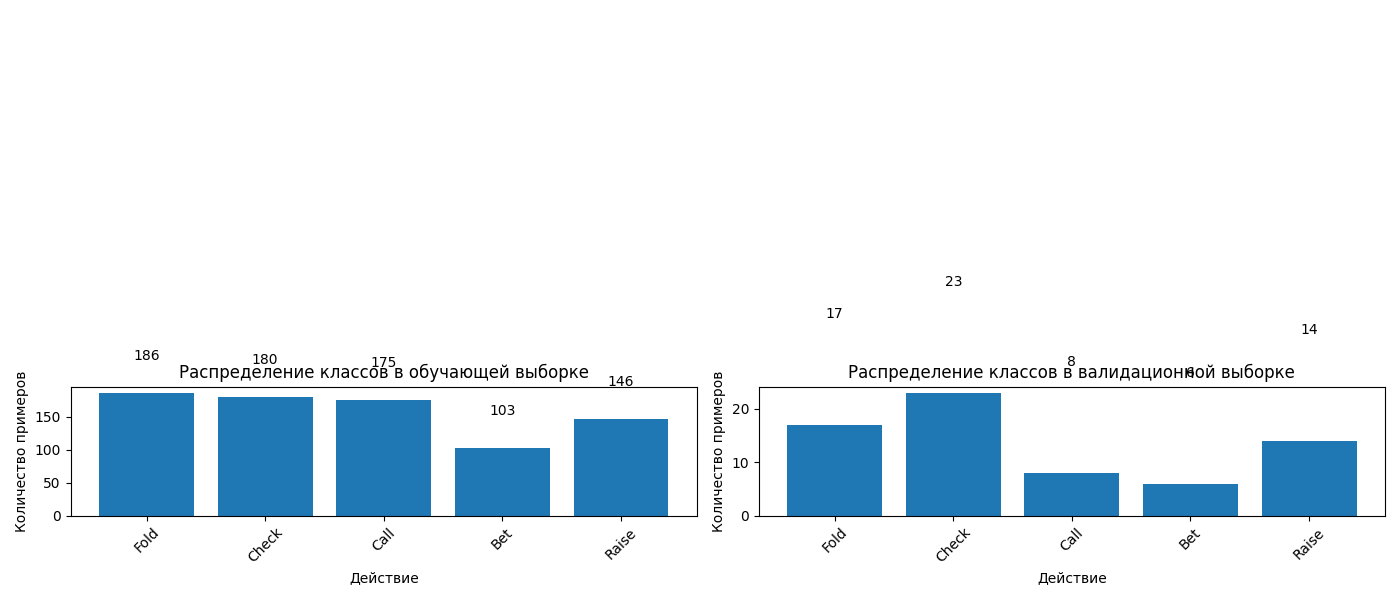 186
180
175
103
146
Распределение классов в обучающей выборке
Количество примеров
150
100
50
0
Fold
Check
Call
Bet
Raise
Действие
17
23
8
6
14
Распределение классов в валидационной выборке
Количество примеров
20
10
0
Fold
Check
Call
Bet
Raise
Действие